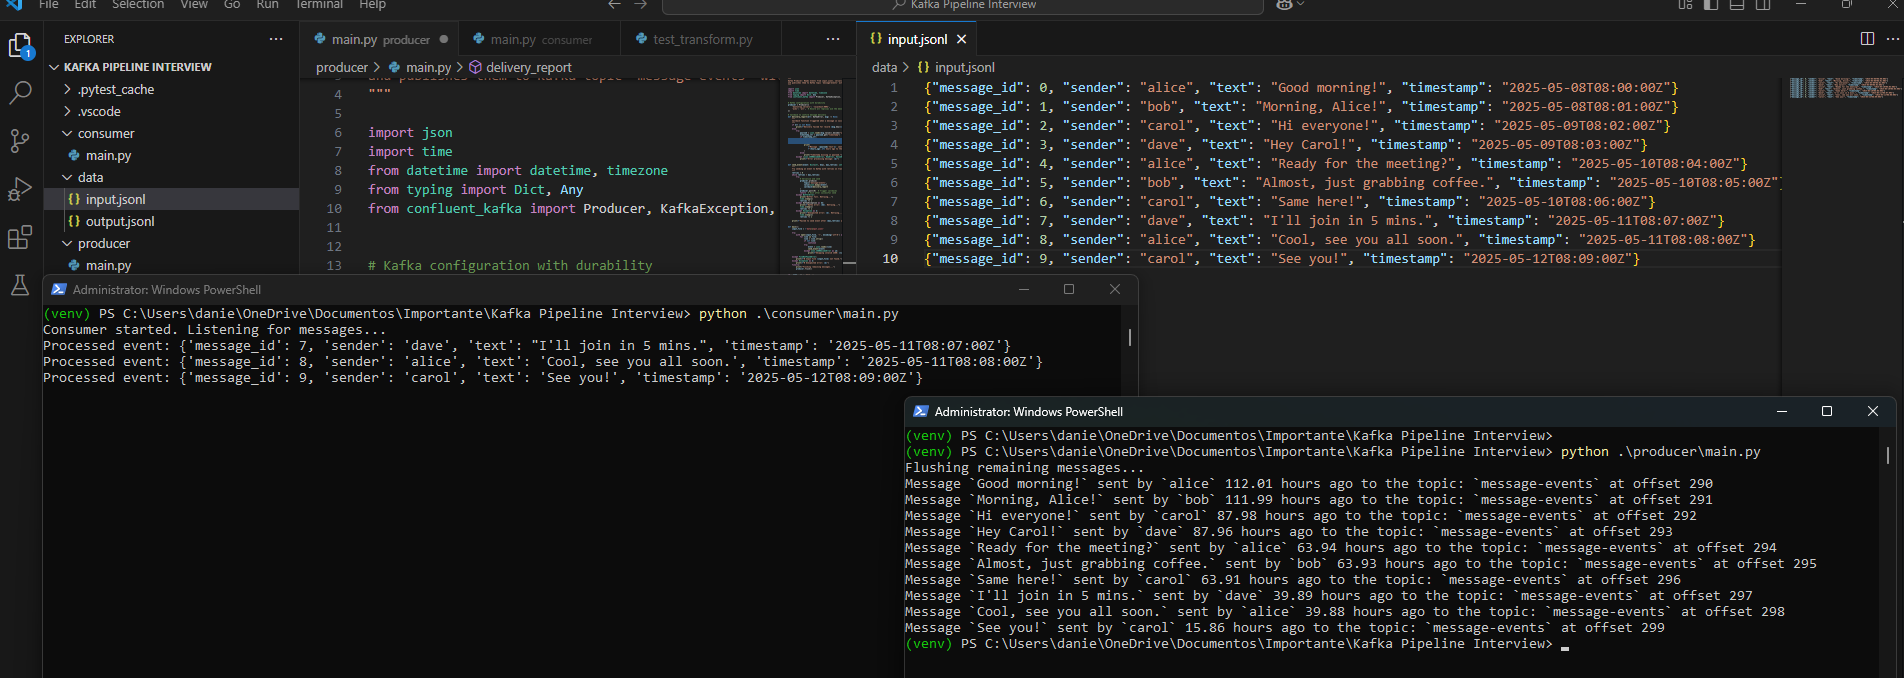 File Edit Selection View Go Run Terminal Help
Kafka Pipeline Interview
EXPLORER
KAFKA PIPELINE INTERVIEW
.pytest_cache
.vscode
consumer
main.py
data
input.jsonl
output.jsonl
producer
main.py
1
main.py producer
main.py consumer
test_transform.py
producer > main.py > delivery_report
4 """
5
6 import json
7 import time
8 from datetime import datetime, timezone
9 from typing import Dict, Any
10 from confluent_kafka import Producer, KafkaException,
11
12
13 # Kafka configuration with durability
input.jsonl
data > input.jsonl
1 {"message_id": 0, "sender": "alice", "text": "Good morning!", "timestamp": "2025-05-08T08:00:00Z"}
2 {"message_id": 1, "sender": "bob", "text": "Morning, Alice!", "timestamp": "2025-05-08T08:01:00Z"}
3 {"message_id": 2, "sender": "carol", "text": "Hi everyone!", "timestamp": "2025-05-09T08:02:00Z"}
4 {"message_id": 3, "sender": "dave", "text": "Hey Carol!", "timestamp": "2025-05-09T08:03:00Z"}
5 {"message_id": 4, "sender": "alice", "text": "Ready for the meeting?", "timestamp": "2025-05-10T08:04:00Z"}
6 {"message_id": 5, "sender": "bob", "text": "Almost, just grabbing coffee.", "timestamp": "2025-05-10T08:05:00Z"}
7 {"message_id": 6, "sender": "carol", "text": "Same here!", "timestamp": "2025-05-10T08:06:00Z"}
8 {"message_id": 7, "sender": "dave", "text": "I'll join in 5 mins.", "timestamp": "2025-05-11T08:07:00Z"}
9 {"message_id": 8, "sender": "alice", "text": "Cool, see you all soon.", "timestamp": "2025-05-11T08:08:00Z"}
10 {"message_id": 9, "sender": "carol", "text": "See you!", "timestamp": "2025-05-12T08:09:00Z"}
Administrator: Windows PowerShell
(venv) PS C:\Users\danie\OneDrive\Documentos\Importante\Kafka Pipeline Interview> python .\consumer\main.py
Consumer started. Listening for messages...
Processed event: {'message_id': 7, 'sender': 'dave', 'text': "I'll join in 5 mins.", 'timestamp': '2025-05-11T08:07:00Z'}
Processed event: {'message_id': 8, 'sender': 'alice', 'text': 'Cool, see you all soon.', 'timestamp': '2025-05-11T08:08:00Z'}
Processed event: {'message_id': 9, 'sender': 'carol', 'text': 'See you!', 'timestamp': '2025-05-12T08:09:00Z'}
Administrator: Windows PowerShell
(venv) PS C:\Users\danie\OneDrive\Documentos\Importante\Kafka Pipeline Interview>
(venv) PS C:\Users\danie\OneDrive\Documentos\Importante\Kafka Pipeline Interview> python .\producer\main.py
Flushing remaining messages...
Message `Good morning!` sent by `alice` 112.01 hours ago to the topic: `message-events` at offset 290
Message `Morning, Alice!` sent by `bob` 111.99 hours ago to the topic: `message-events` at offset 291
Message `Hi everyone!` sent by `carol` 87.98 hours ago to the topic: `message-events` at offset 292
Message `Hey Carol!` sent by `dave` 87.96 hours ago to the topic: `message-events` at offset 293
Message `Ready for the meeting?` sent by `alice` 63.94 hours ago to the topic: `message-events` at offset 294
Message `Almost, just grabbing coffee.` sent by `bob` 63.93 hours ago to the topic: `message-events` at offset 295
Message `Same here!` sent by `carol` 63.91 hours ago to the topic: `message-events` at offset 296
Message `I'll join in 5 mins.` sent by `dave` 39.89 hours ago to the topic: `message-events` at offset 297
Message `Cool, see you all soon.` sent by `alice` 39.88 hours ago to the topic: `message-events` at offset 298
Message `See you!` sent by `carol` 15.86 hours ago to the topic: `message-events` at offset 299
(venv) PS C:\Users\danie\OneDrive\Documentos\Importante\Kafka Pipeline Interview>